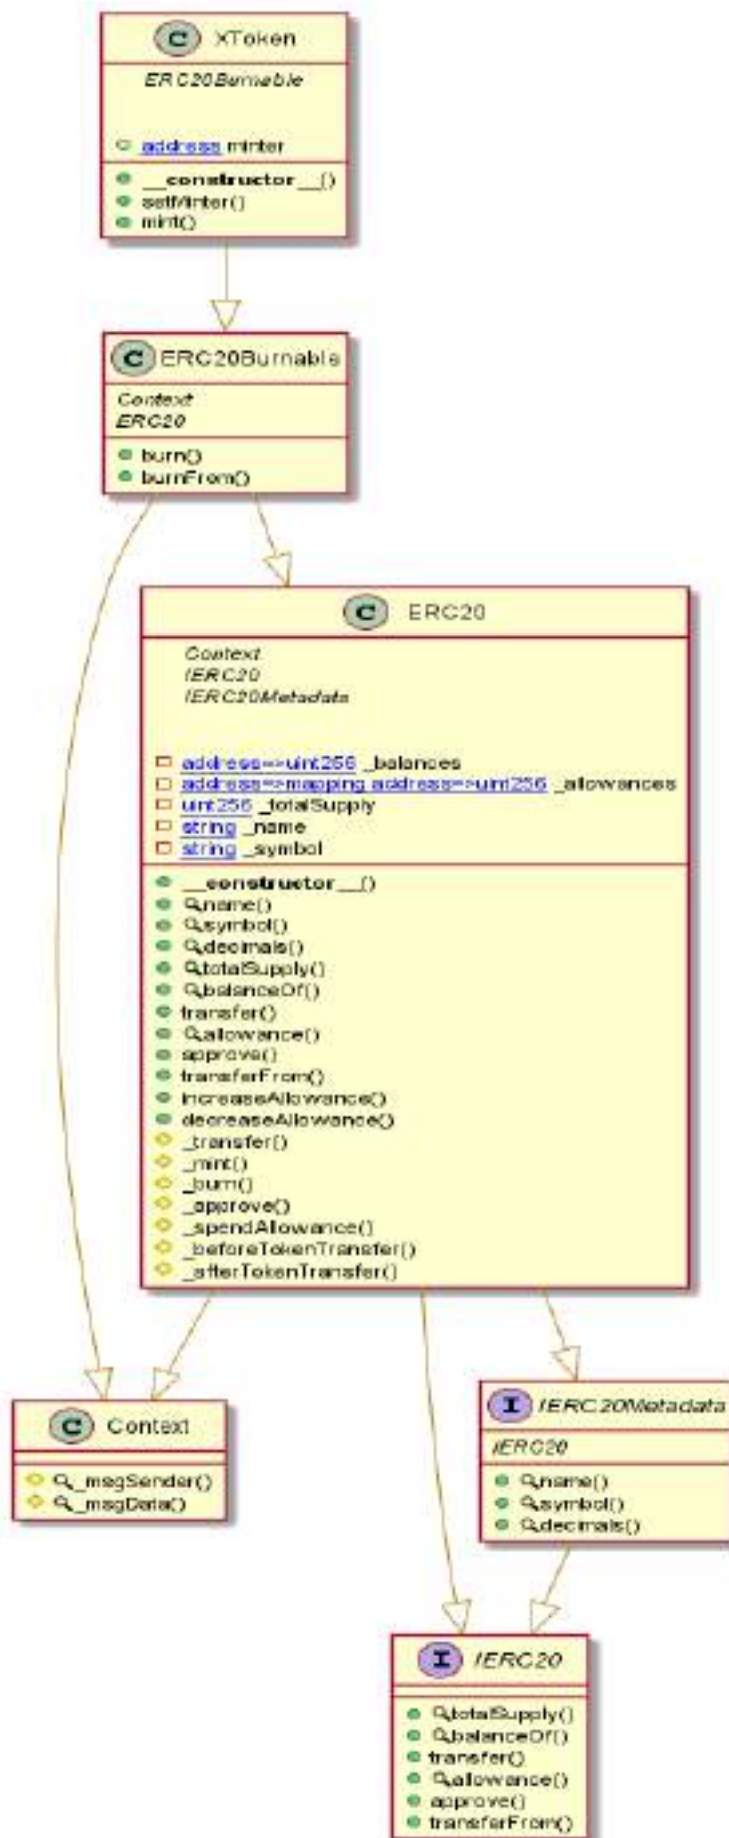 C XToken
ERC20Burnable
address minter
__constructor__()
setMinter()
mint()
C ERC20Burnable
Context
ERC20
burn()
burnFrom()
C ERC20
Context
IERC20
IERC20Metadata
address=>uint256 _balances
address=>mapping address=>uint256 _allowances
uint256 _totalSupply
string _name
string _symbol
__constructor__()
name()
symbol()
decimals()
totalSupply()
balanceOf()
transfer()
allowance()
approve()
transferFrom()
increaseAllowance()
decreaseAllowance()
_transfer()
_mint()
_burn()
_approve()
_spendAllowance()
_beforeTokenTransfer()
_afterTokenTransfer()
C Context
_msgSender()
_msgData()
I IERC20Metadata
IERC20
name()
symbol()
decimals()
I IERC20
totalSupply()
balanceOf()
transfer()
allowance()
approve()
transferFrom()